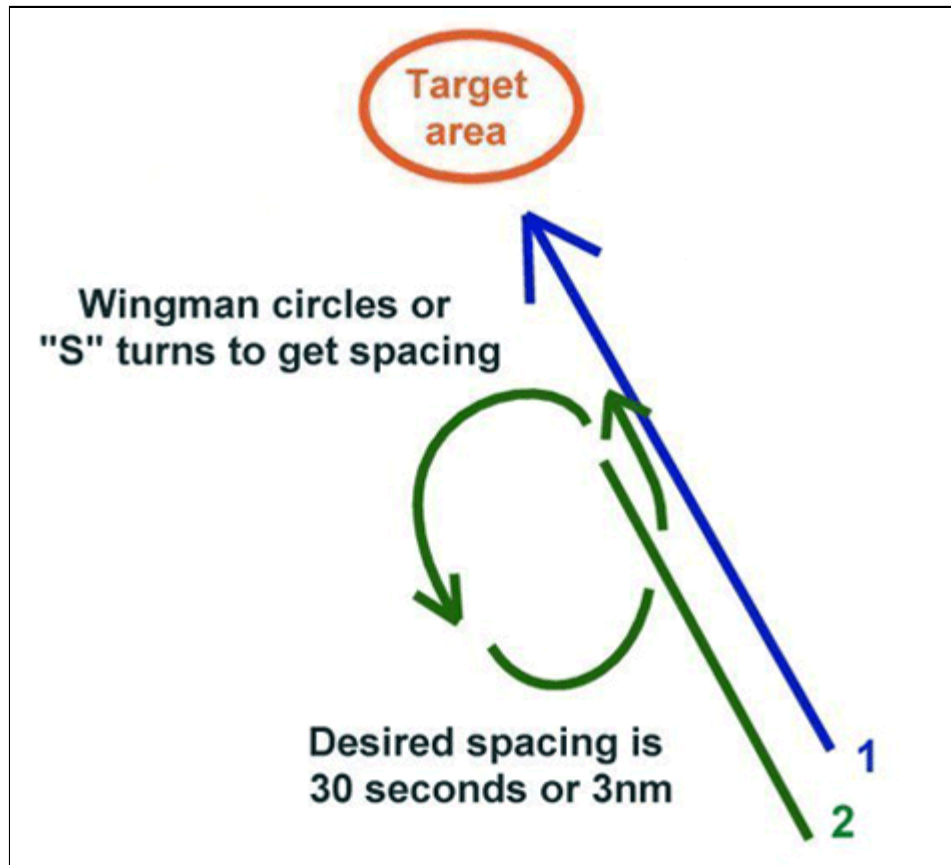 Target
area
Wingman circles or
"S" turns to get spacing
Desired spacing is
30 seconds or 3nm
1
2